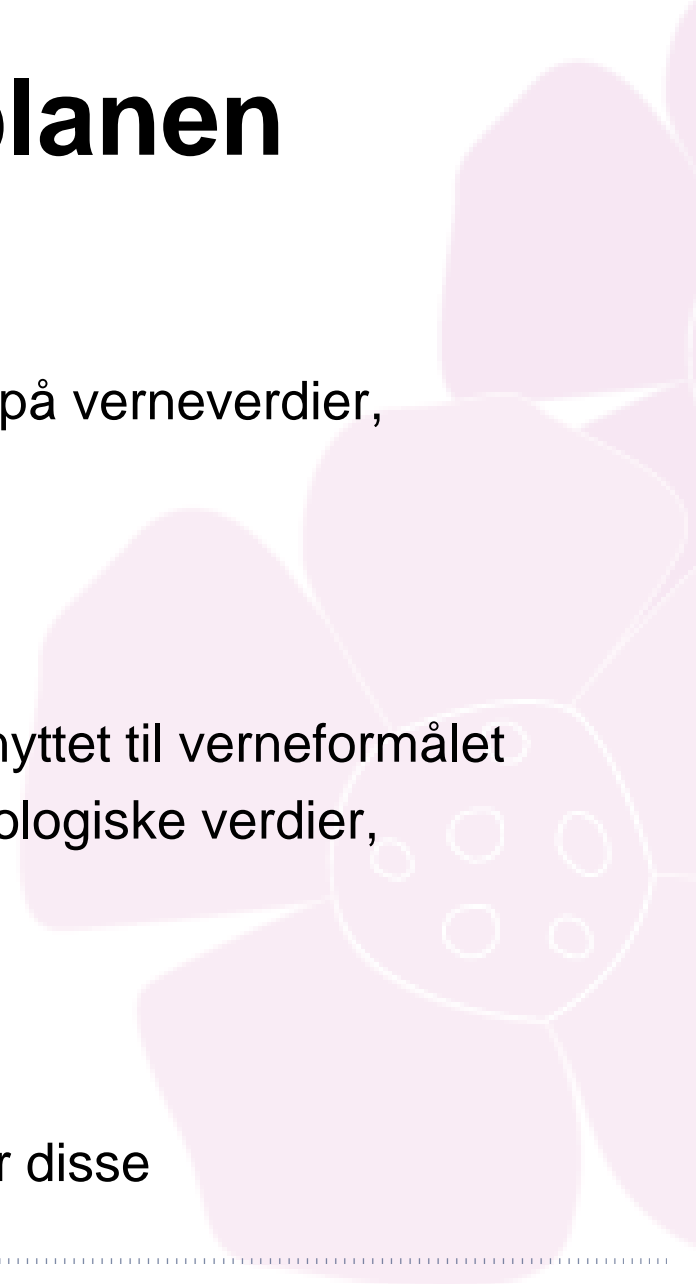 planen
på verneverdier,
nyttet til verneformålet
ologiske verdier,
r disse